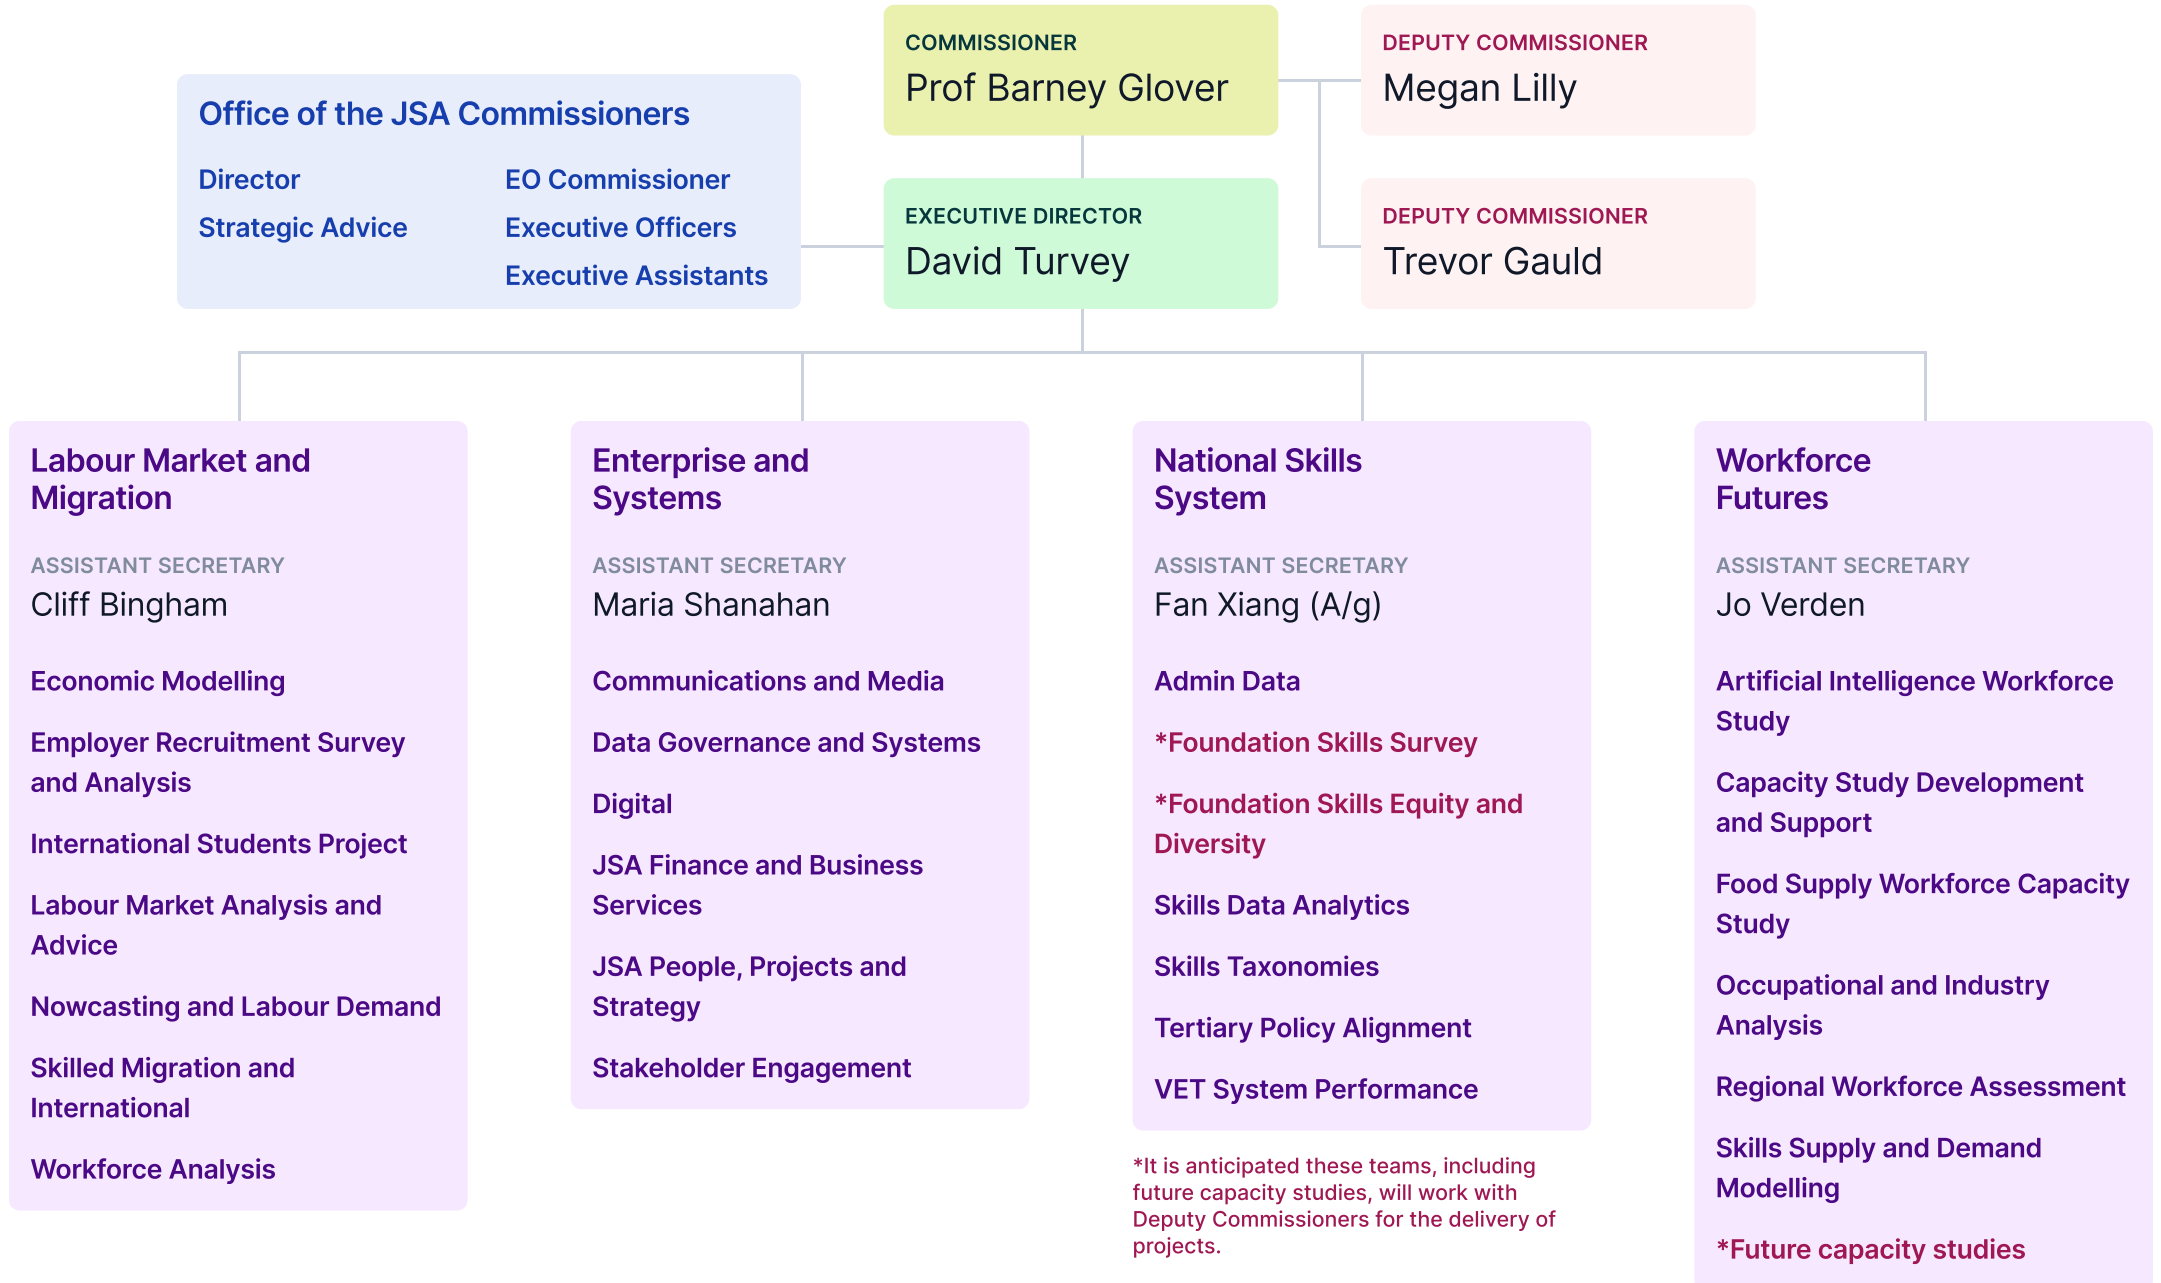 COMMISSIONER
Prof Barney Glover
DEPUTY COMMISSIONER
Megan Lilly
Office of the JSA Commissioners
Director
Strategic Advice
EO Commissioner
Executive Officers
Executive Assistants
EXECUTIVE DIRECTOR
David Turvey
DEPUTY COMMISSIONER
Trevor Gauld
Labour Market and
Migration
ASSISTANT SECRETARY
Cliff Bingham
Economic Modelling
Employer Recruitment Survey
and Analysis
International Students Project
Labour Market Analysis and
Advice
Nowcasting and Labour Demand
Skilled Migration and
International
Workforce Analysis
Enterprise and
Systems
ASSISTANT SECRETARY
Maria Shanahan
Communications and Media
Data Governance and Systems
Digital
JSA Finance and Business
Services
JSA People, Projects and
Strategy
Stakeholder Engagement
National Skills
System
ASSISTANT SECRETARY
Fan Xiang (A/g)
Admin Data
*Foundation Skills Survey
*Foundation Skills Equity and
Diversity
Skills Data Analytics
Skills Taxonomies
Tertiary Policy Alignment
VET System Performance
*It is anticipated these teams, including
future capacity studies, will work with
Deputy Commissioners for the delivery of
projects.
Workforce
Futures
ASSISTANT SECRETARY
Jo Verden
Artificial Intelligence Workforce
Study
Capacity Study Development
and Support
Food Supply Workforce Capacity
Study
Occupational and Industry
Analysis
Regional Workforce Assessment
Skills Supply and Demand
Modelling
*Future capacity studies